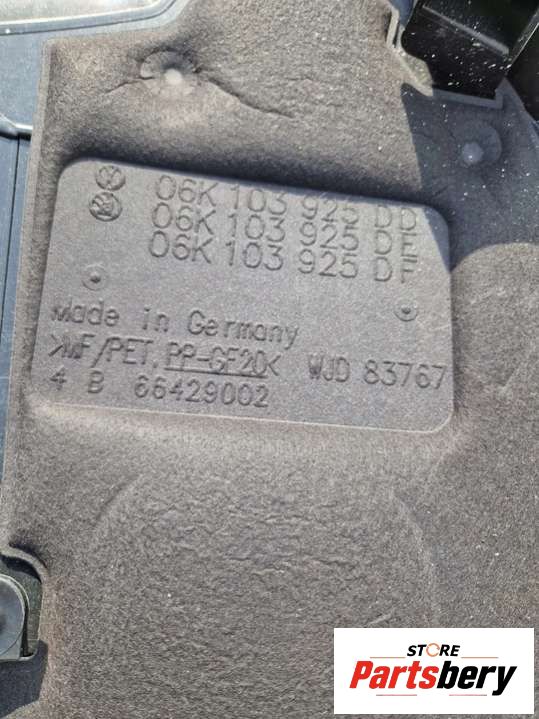 06K 103 925 DD
06K 103 925 DE
06K 103 925 DF
Made in Germany
>MF/PET, PP-GF20< WJD 83767
4 B 66429002
STORE
Partsbery